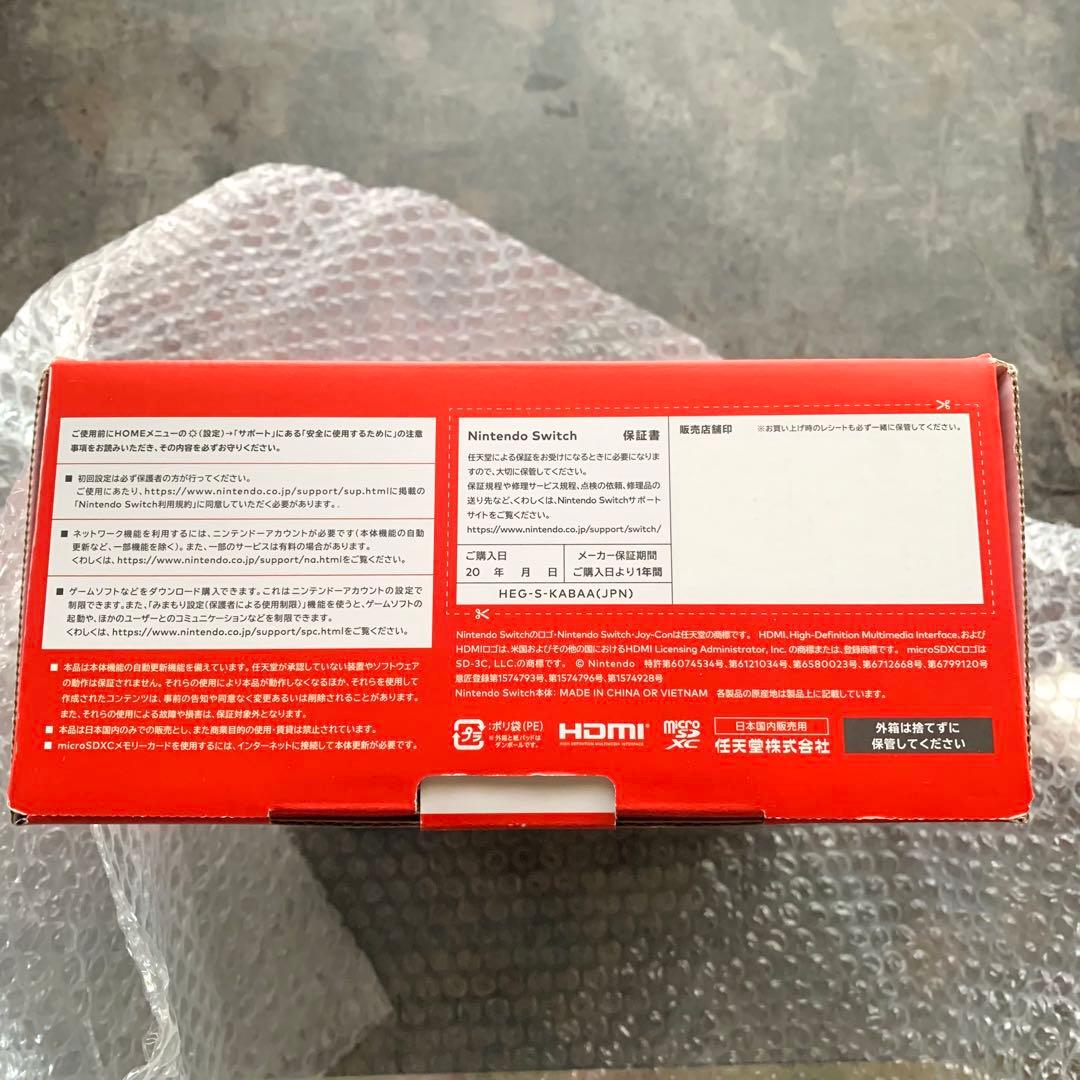 ご使用前にHOMEメニューの(設定)→「サポート」にある「安全に使用するために」の注意
事項をお読みいただき、その内容を必ずお守りください。
■ 初回設定は必ず保護者の方が行ってください。
ご使用にあたり、https://www.nintendo.co.jp/support/sup.htmlに掲載の
「Nintendo Switch利用規約」に同意していただく必要があります。
■ ネットワーク機能を利用するには、ニンテンドーアカウントが必要です(本体機能の自動
更新など、一部機能を除く)。また、一部のサービスは有料の場合があります。
くわしくは、https://www.nintendo.co.jp/support/na.htmlをご覧ください。
■ ゲームソフトなどをダウンロード購入できます。これはニンテンドーアカウントの設定で
制限できます。また、「みまもり設定(保護者による使用制限)」機能を使うと、ゲームソフトの
起動や、ほかのユーザーとのコミュニケーションなどを制限できます。
くわしくは、https://www.nintendo.co.jp/support/spc.htmlをご覧ください。
■ 本品は本体機能の自動更新機能を備えています。任天堂が承認していない装置やソフトウェア
の動作は保証されません。それらの使用により本品が動作しなくなるほか、それらを使用して
作成されたコンテンツは、事前の告知や同意なく変更あるいは削除されることがあります。
また、それらの使用による故障や損害は、保証対象外となります。
■ 本品は日本国内のみでの販売とし、また商業目的の使用・賃貸は禁止されています。
■ microSDXCメモリーカードを使用するには、インターネットに接続して本体更新が必要です。
Nintendo Switch 保証書
任天堂による保証をお受けになるときに必要になりま
すので、大切に保管してください。
保証規程や修理サービス規程、点検の依頼、修理品の
送り先など、くわしくは、Nintendo Switchサポート
サイトをご覧ください。
https://www.nintendo.co.jp/support/switch/
ご購入日
20 年 月 日
メーカー保証期間
ご購入日より1年間
HEG-S-KABAA(JPN)
販売店舗印 ※お買い上げ時のレシートも必ず一緒に保管してください。
Nintendo Switchのロゴ・Nintendo Switch・Joy-Conは任天堂の商標です。 HDMI、High-Definition Multimedia Interface、および
HDMIロゴは、米国およびその他の国におけるHDMI Licensing Administrator, Inc. の商標または、登録商標です。 microSDXCロゴは
SD-3C, LLC.の商標です。 © Nintendo 特許第6074534号、第6121034号、第6580023号、第6712668号、第6799120号
意匠登録第1574793号、第1574796号、第1574928号
Nintendo Switch本体: MADE IN CHINA OR VIETNAM 各製品の原産地は製品上に記載しています。
プラ
:ポリ袋(PE)
※外箱と紙パッドは
ダンボールです。
HDMI
HIGH-DEFINITION MULTIMEDIA INTERFACE
micro
SD
XC
日本国内販売用
任天堂株式会社
外箱は捨てずに
保管してください